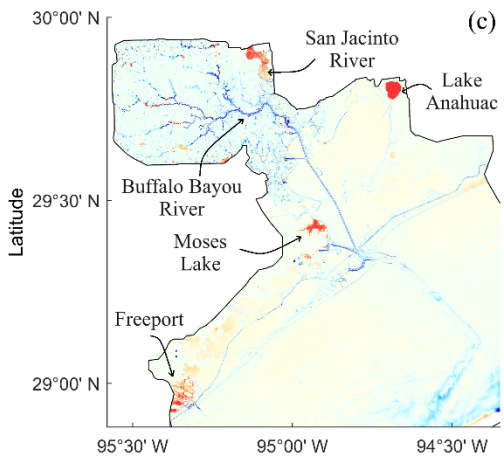 30°00' N
(c)
San Jacinto
River
Lake
Anahuac
Buffalo Bayou
River
29°30' N
Latitude
Moses
Lake
Freeport
29°00' N
95°30' W
95°00' W
94°30' W